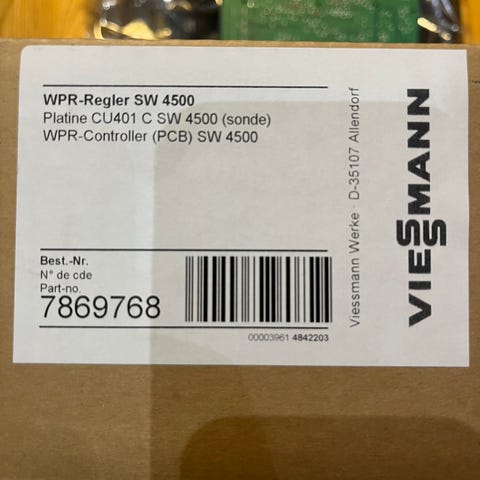 WPR-Regler SW 4500
Platine CU401 C SW 4500 (sonde)
WPR-Controller (PCB) SW 4500
Best.-Nr.
N° de cde
Part-no.
7869768
00003961 4842203
Viessmann Werke · D-35107 Allendorf
VIESSMANN